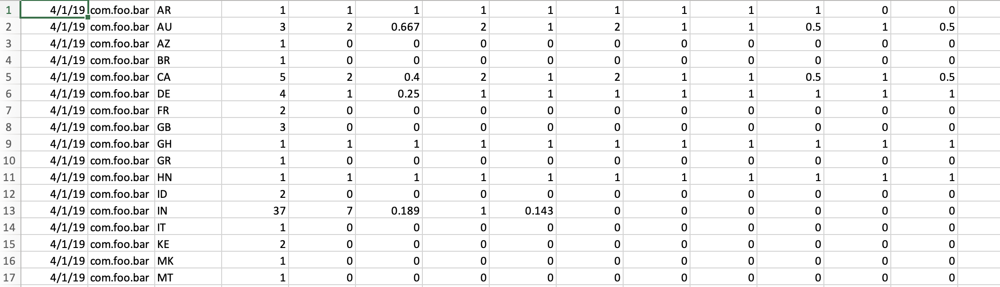 1 4/1/19 com.foo.bar AR 1 1 1 1 1 1 1 1 1 0 0
2 4/1/19 com.foo.bar AU 3 2 0.667 2 1 2 1 1 0.5 1 0.5
3 4/1/19 com.foo.bar AZ 1 0 0 0 0 0 0 0 0 0 0
4 4/1/19 com.foo.bar BR 1 0 0 0 0 0 0 0 0 0 0
5 4/1/19 com.foo.bar CA 5 2 0.4 2 1 2 1 1 0.5 1 0.5
6 4/1/19 com.foo.bar DE 4 1 0.25 1 1 1 1 1 1 1 1
7 4/1/19 com.foo.bar FR 2 0 0 0 0 0 0 0 0 0 0
8 4/1/19 com.foo.bar GB 3 0 0 0 0 0 0 0 0 0 0
9 4/1/19 com.foo.bar GH 1 1 1 1 1 1 1 1 1 1 1
10 4/1/19 com.foo.bar GR 1 0 0 0 0 0 0 0 0 0 0
11 4/1/19 com.foo.bar HN 1 1 1 1 1 1 1 1 1 1 1
12 4/1/19 com.foo.bar ID 2 0 0 0 0 0 0 0 0 0 0
13 4/1/19 com.foo.bar IN 37 7 0.189 1 0.143 0 0 0 0 0 0
14 4/1/19 com.foo.bar IT 1 0 0 0 0 0 0 0 0 0 0
15 4/1/19 com.foo.bar KE 2 0 0 0 0 0 0 0 0 0 0
16 4/1/19 com.foo.bar MK 1 0 0 0 0 0 0 0 0 0 0
17 4/1/19 com.foo.bar MT 1 0 0 0 0 0 0 0 0 0 0